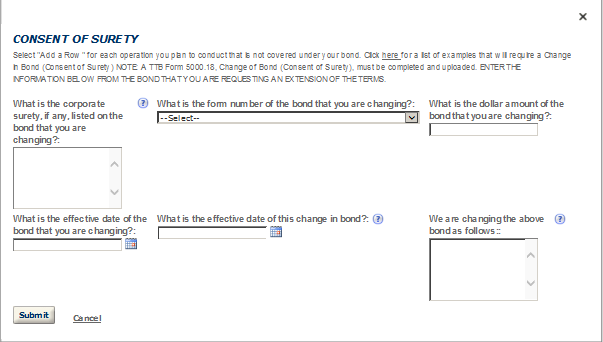 CONSENT OF SURETY
Select "Add a Row " for each operation you plan to conduct that is not covered under your bond. Click here for a list of examples that will require a Change
in Bond (Consent of Surety) NOTE: A TTB Form 5000.18, Change of Bond (Consent of Surety), must be completed and uploaded. ENTER THE
INFORMATION BELOW FROM THE BOND THAT YOU ARE REQUESTING AN EXTENSION OF THE TERMS.
What is the corporate
surety, if any, listed on the
bond that you are
changing?:
What is the form number of the bond that you are changing?:
--Select--
What is the dollar amount of the
bond that you are changing?:
What is the effective date of the
bond that you are changing?:
What is the effective date of this change in bond?:
We are changing the above
bond as follows::
Submit
Cancel